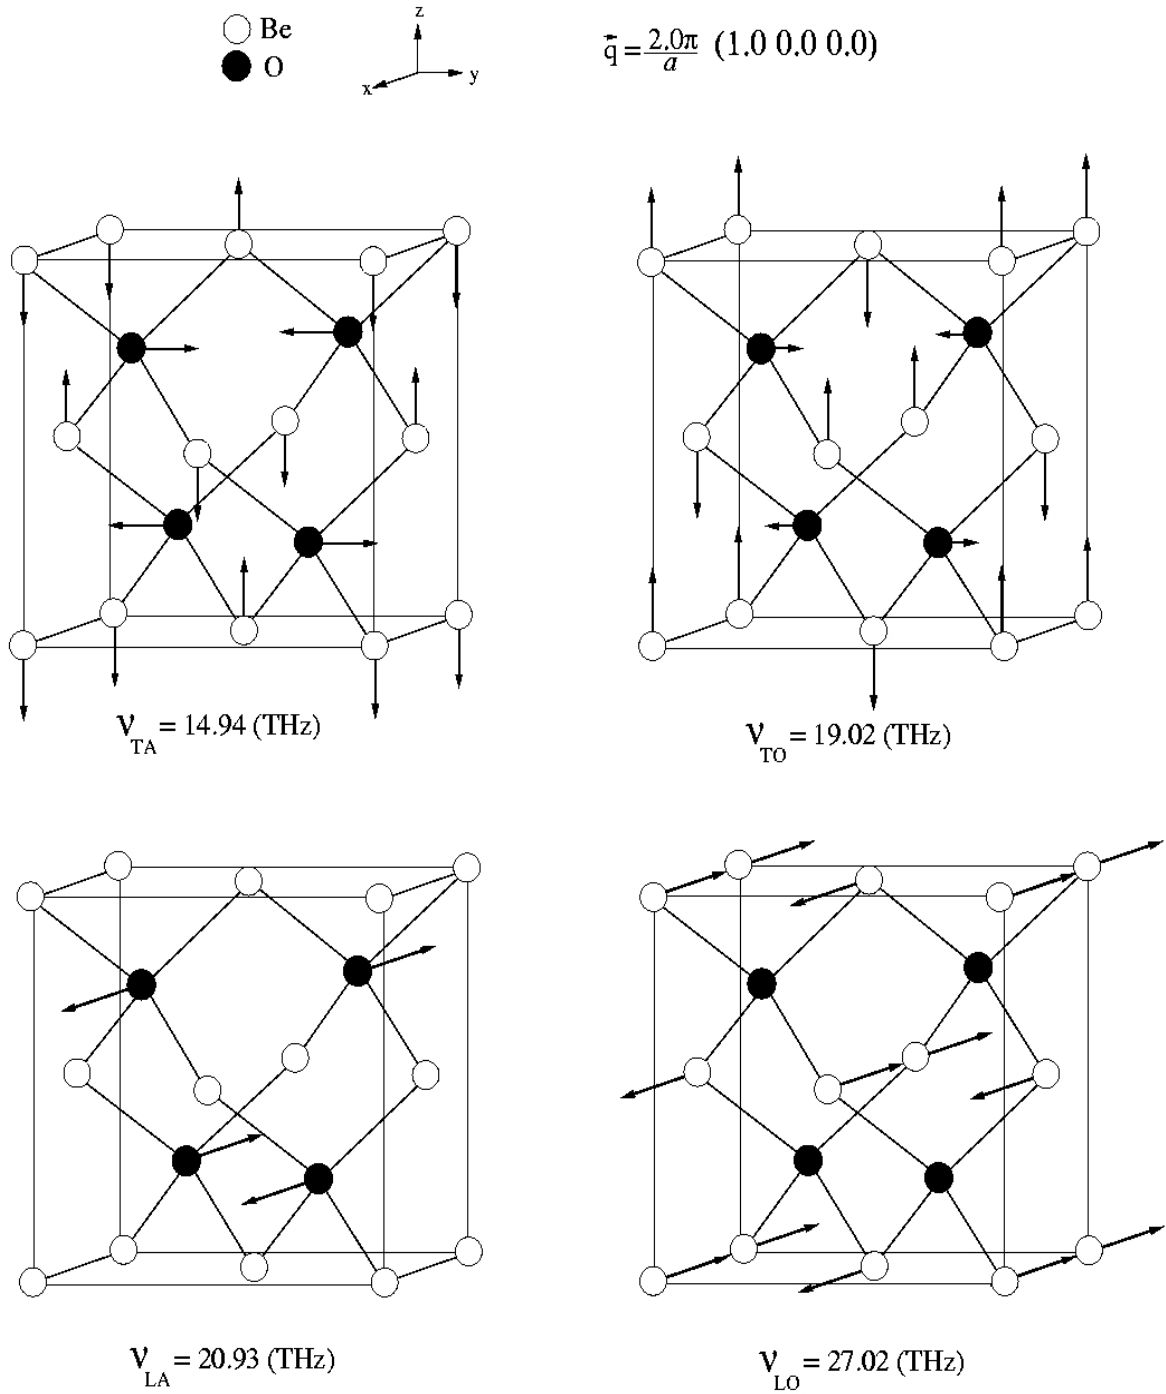 Be
O
z
y
x
q⃗ = 2.0π/a (1.0 0.0 0.0)
ν_TA = 14.94 (THz)
ν_TO = 19.02 (THz)
ν_LA = 20.93 (THz)
ν_LO = 27.02 (THz)